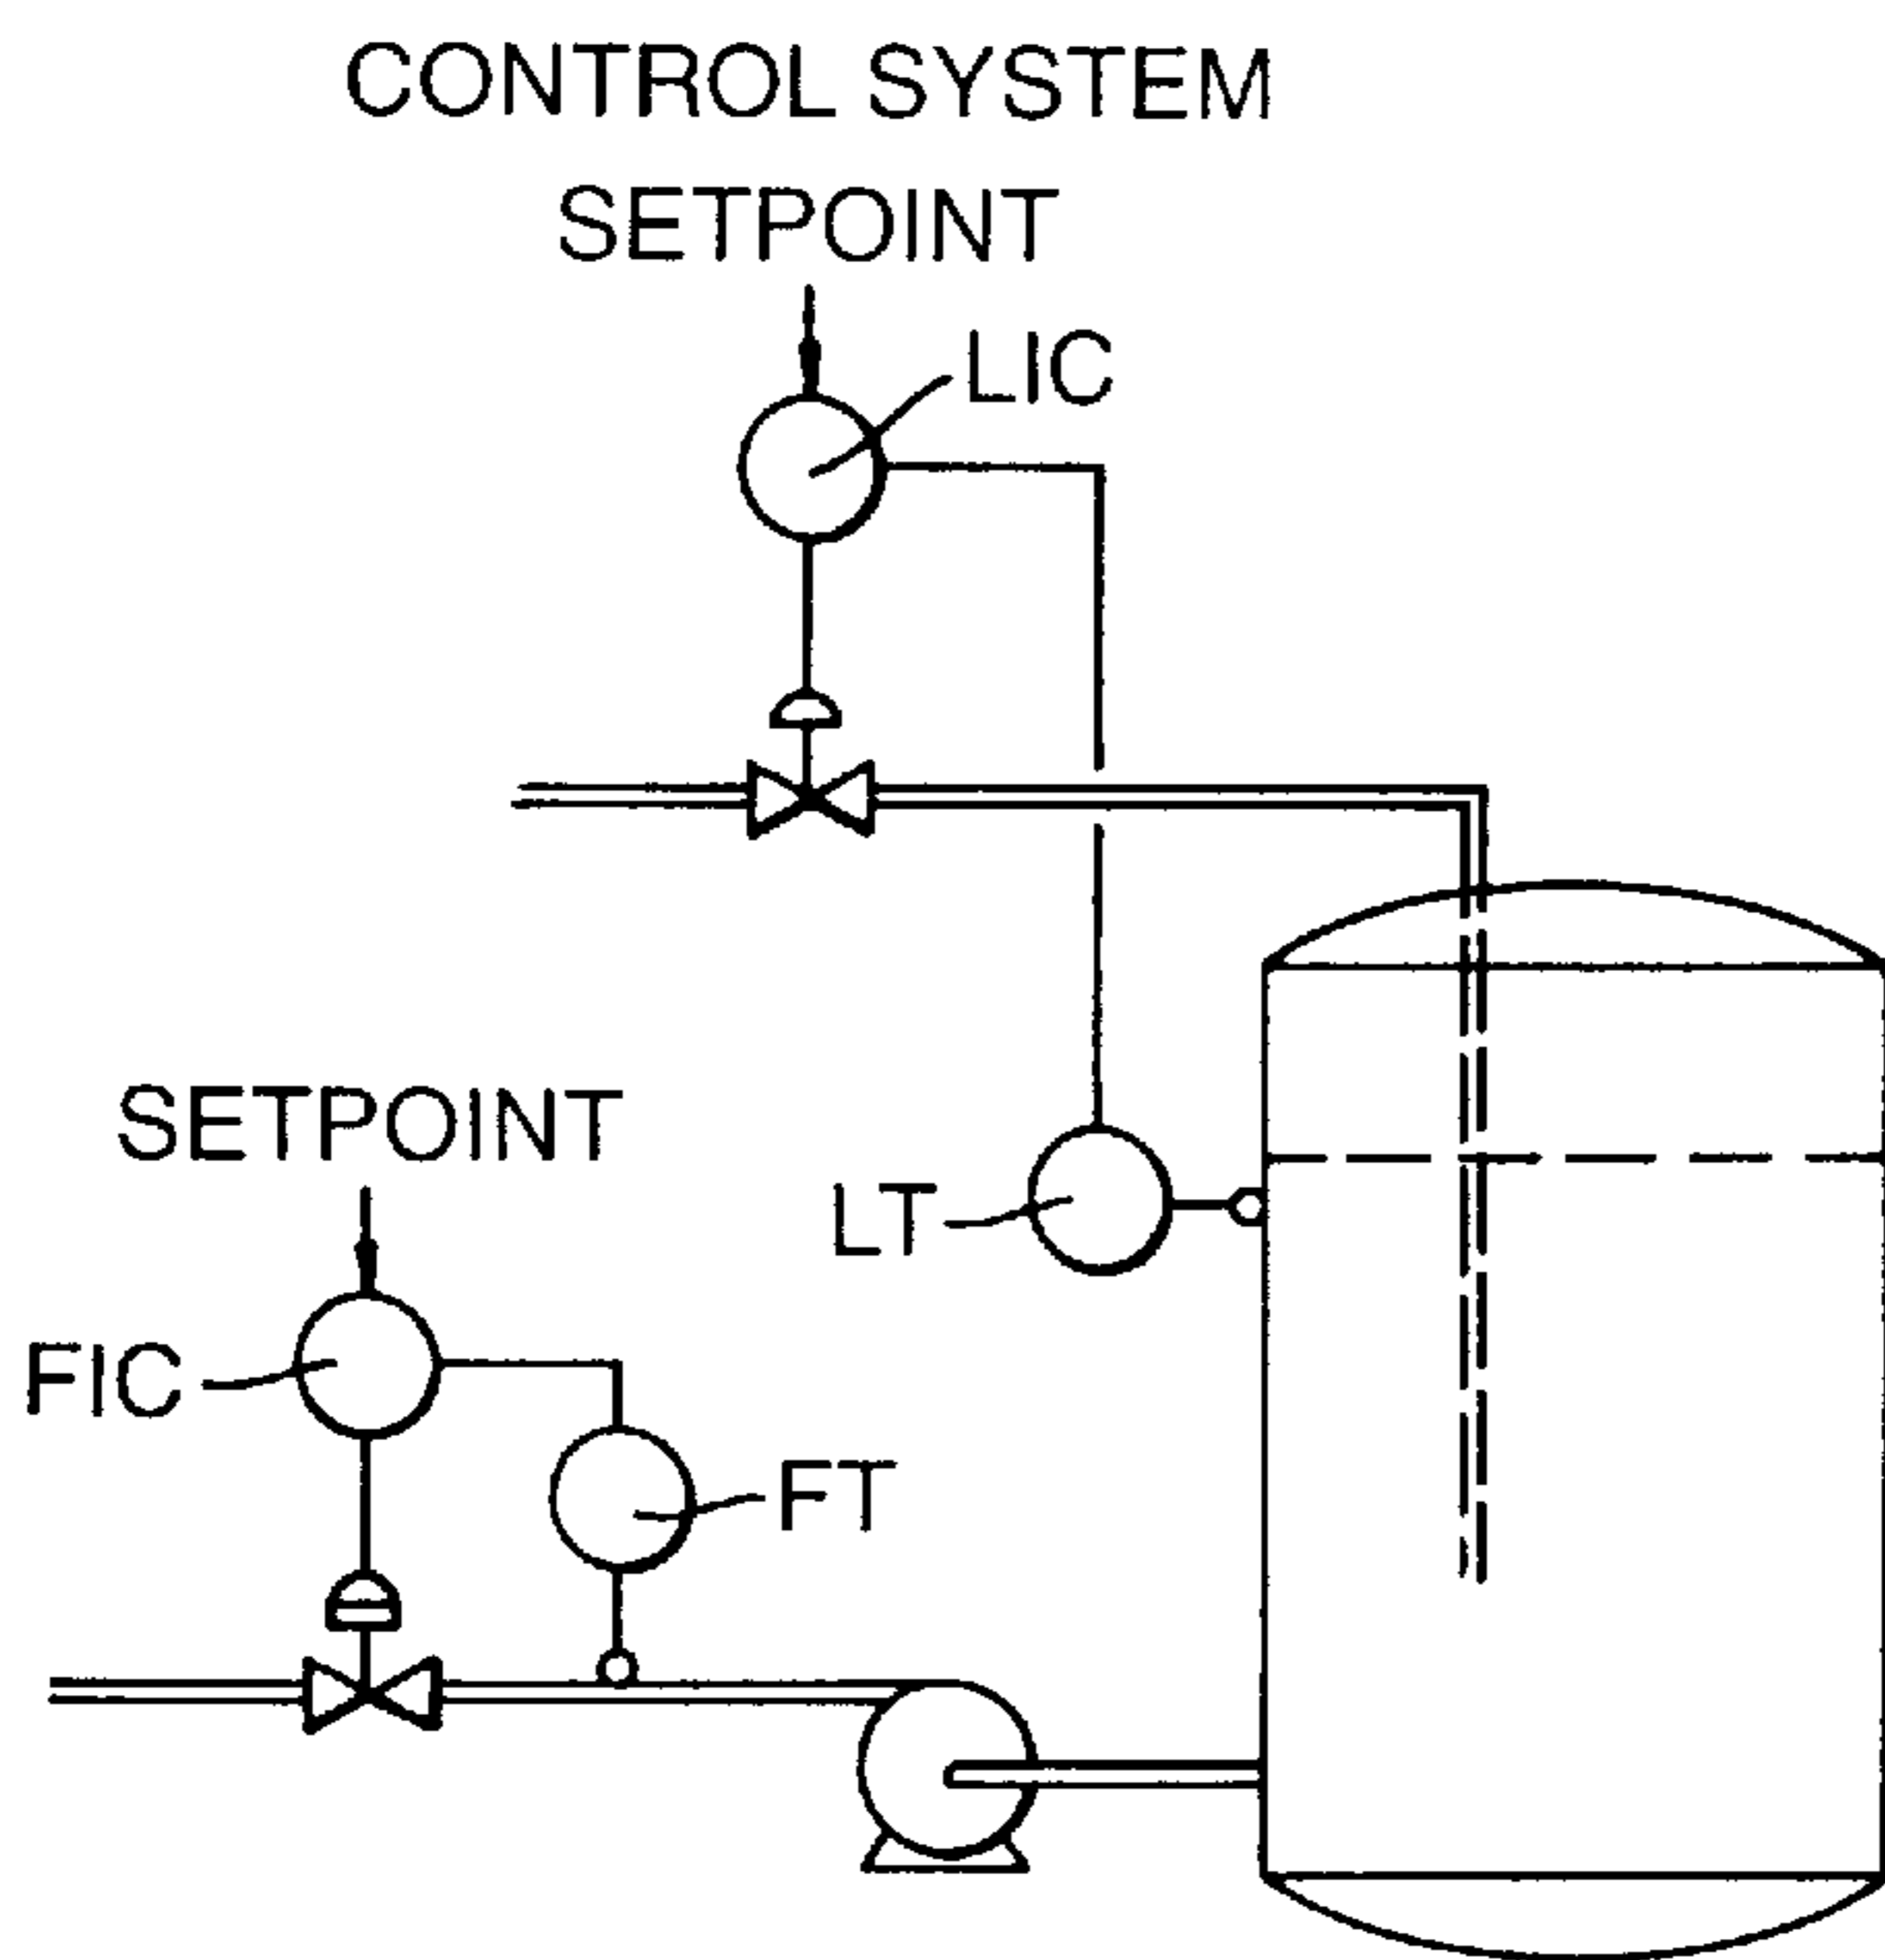 CONTROL SYSTEM
SETPOINT
LIC
SETPOINT
LT
FIC
FT